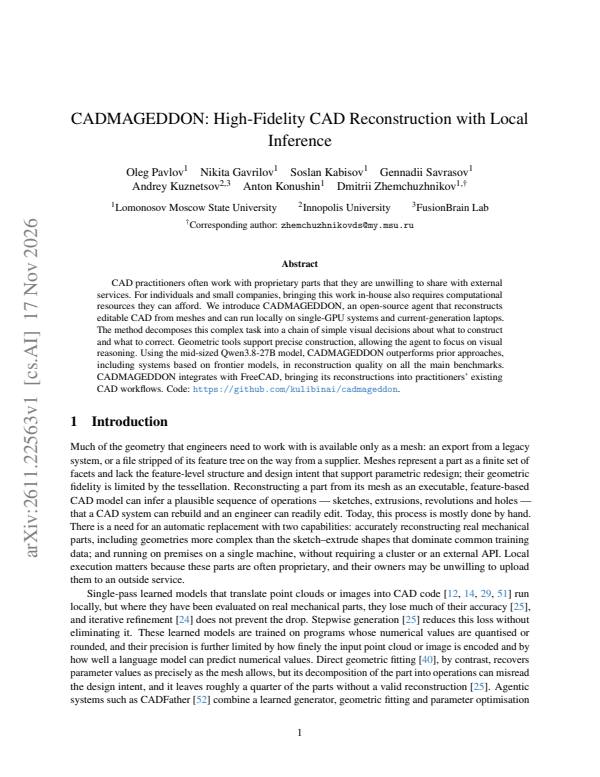 CADMAGEDDON: High-Fidelity CAD Reconstruction with Local
Inference
Oleg Pavlov1 Nikita Gavrilov1 Soslan Kabisov1 Gennadii Savrasov1
Andrey Kuznetsov2,3 Anton Konushin1 Dmitrii Zhemchuzhnikov1,†
1Lomonosov Moscow State University 2Innopolis University 3FusionBrain Lab
†Corresponding author: zhemchuzhnikovds@my.msu.ru
Abstract
CAD practitioners often work with proprietary parts that they are unwilling to share with external
services. For individuals and small companies, bringing this work in-house also requires computational
resources they can afford. We introduce CADMAGEDDON, an open-source agent that reconstructs
editable CAD from meshes and can run locally on single-GPU systems and current-generation laptops.
The method decomposes this complex task into a chain of simple visual decisions about what to construct
and what to correct. Geometric tools support precise construction, allowing the agent to focus on visual
reasoning. Using the mid-sized Qwen3.8-27B model, CADMAGEDDON outperforms prior approaches,
including systems based on frontier models, in reconstruction quality on all the main benchmarks.
CADMAGEDDON integrates with FreeCAD, bringing its reconstructions into practitioners' existing
CAD workflows. Code: https://github.com/kulibinai/cadmageddon.
1 Introduction
Much of the geometry that engineers need to work with is available only as a mesh: an export from a legacy
system, or a file stripped of its feature tree on the way from a supplier. Meshes represent a part as a finite set of
facets and lack the feature-level structure and design intent that support parametric redesign; their geometric
fidelity is limited by the tessellation. Reconstructing a part from its mesh as an executable, feature-based
CAD model can infer a plausible sequence of operations — sketches, extrusions, revolutions and holes —
that a CAD system can rebuild and an engineer can readily edit. Today, this process is mostly done by hand.
There is a need for an automatic replacement with two capabilities: accurately reconstructing real mechanical
parts, including geometries more complex than the sketch–extrude shapes that dominate common training
data; and running on premises on a single machine, without requiring a cluster or an external API. Local
execution matters because these parts are often proprietary, and their owners may be unwilling to upload
them to an outside service.
Single-pass learned models that translate point clouds or images into CAD code [12, 14, 29, 51] run
locally, but where they have been evaluated on real mechanical parts, they lose much of their accuracy [25],
and iterative refinement [24] does not prevent the drop. Stepwise generation [25] reduces this loss without
eliminating it. These learned models are trained on programs whose numerical values are quantised or
rounded, and their precision is further limited by how finely the input point cloud or image is encoded and by
how well a language model can predict numerical values. Direct geometric fitting [40], by contrast, recovers
parameter values as precisely as the mesh allows, but its decomposition of the part into operations can misread
the design intent, and it leaves roughly a quarter of the parts without a valid reconstruction [25]. Agentic
systems such as CADFather [52] combine a learned generator, geometric fitting and parameter optimisation
1
arXiv:2611.22563v1 [cs.AI] 17 Nov 2026